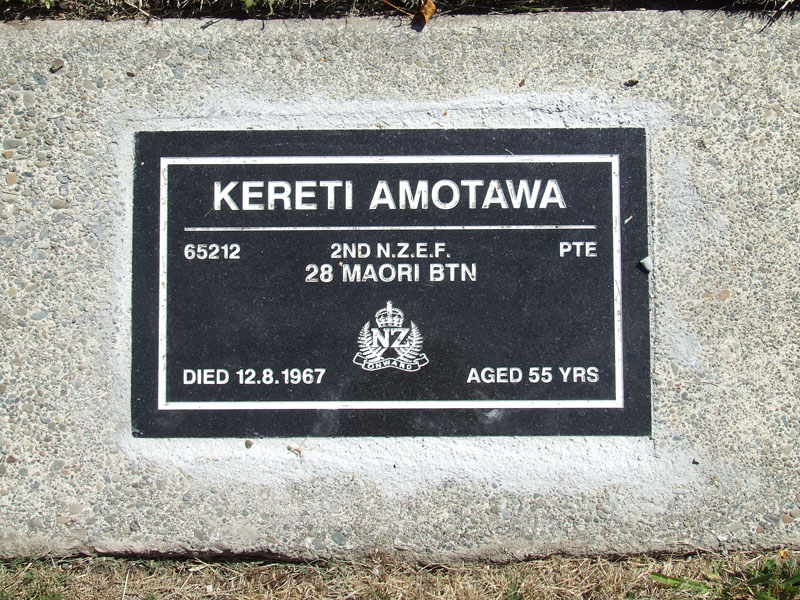 KERETI AMOTAWA
65212 2ND N.Z.E.F. PTE
28 MAORI BTN
NZ
ONWARD
DIED 12.8.1967 AGED 55 YRS